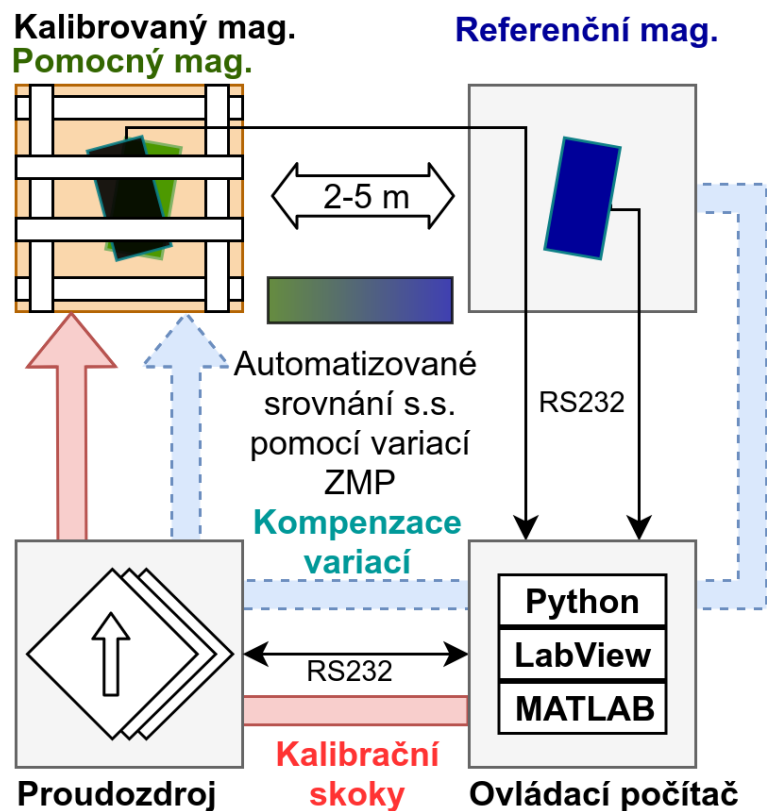 Kalibrovaný mag.
Pomocný mag.
Referenční mag.
2-5 m
Automatizované
srovnání s.s.
pomocí variací
ZMP
Kompenzace
variací
RS232
Python
LabView
MATLAB
RS232
Kalibrační
skoky
Proudozdroj
Ovládací počítač